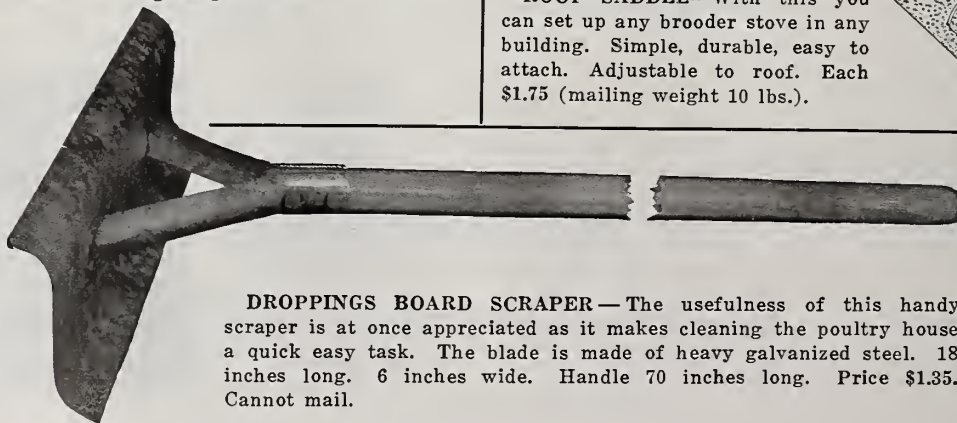 ROOF SADDLE—With this you
can set up any brooder stove in any
building. Simple, durable, easy to
attach. Adjustable to roof. Each
$1.75 (mailing weight 10 lbs.).
DROPPINGS BOARD SCRAPER—The usefulness of this handy
scraper is at once appreciated as it makes cleaning the poultry house
a quick easy task. The blade is made of heavy galvanized steel. 18
inches long. 6 inches wide. Handle 70 inches long. Price $1.35.
Cannot mail.